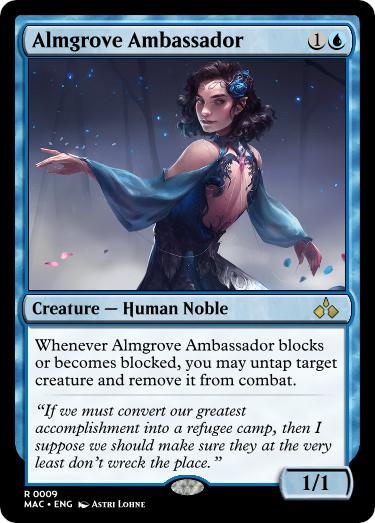 Almgrove Ambassador 1
Creature — Human Noble
Whenever Almgrove Ambassador blocks
or becomes blocked, you may untap target
creature and remove it from combat.
“If we must convert our greatest
accomplishment into a refugee camp, then I
suppose we should make sure they at the very
least don’t wreck the place.”
1/1
R 0009
MAC • ENG Astri Lohne